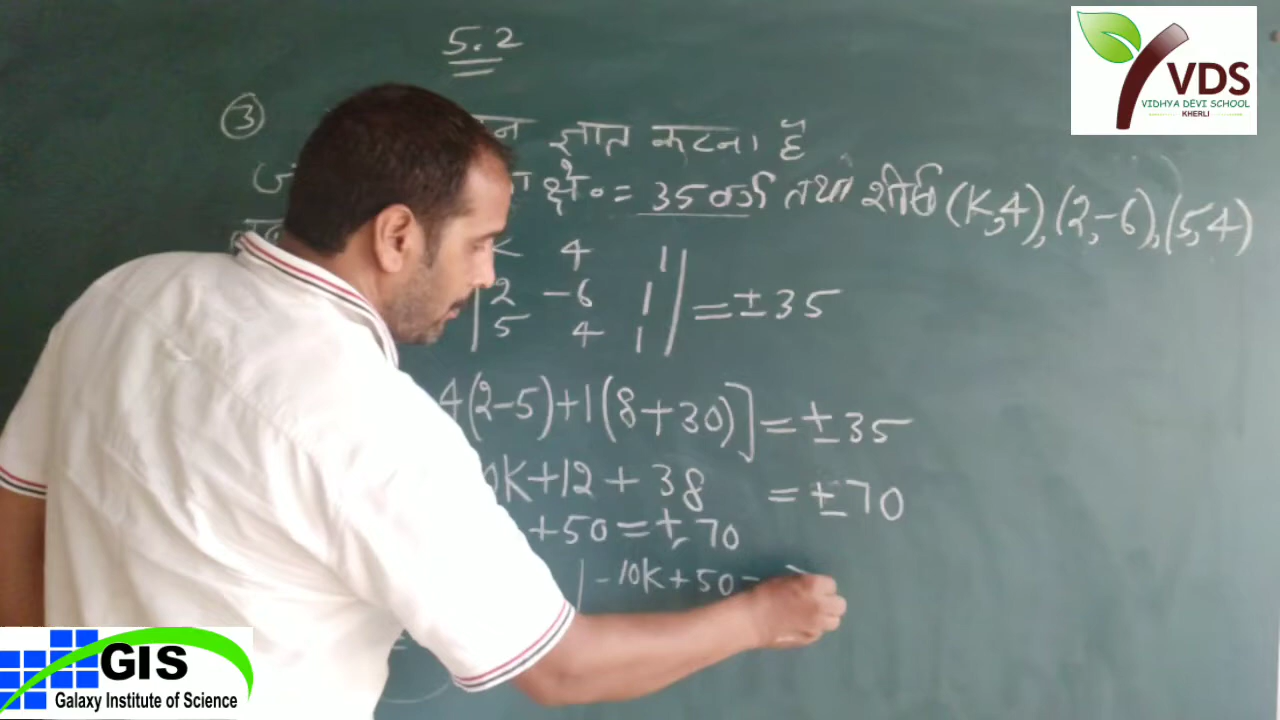 5.2
③ ज्ञात करना है
क्षे० = 35 वर्ग तथा शीर्ष (K,4), (2,-6), (5,4)
4 1
2 -6 1 = ±35
5 4 1
4(2-5)+1(8+30)] = ±35
K+12+38 = ±70
+50 = ±70
-10K+50=
VDS
VIDHYA DEVI SCHOOL
KHERLI
GIS
Galaxy Institute of Science